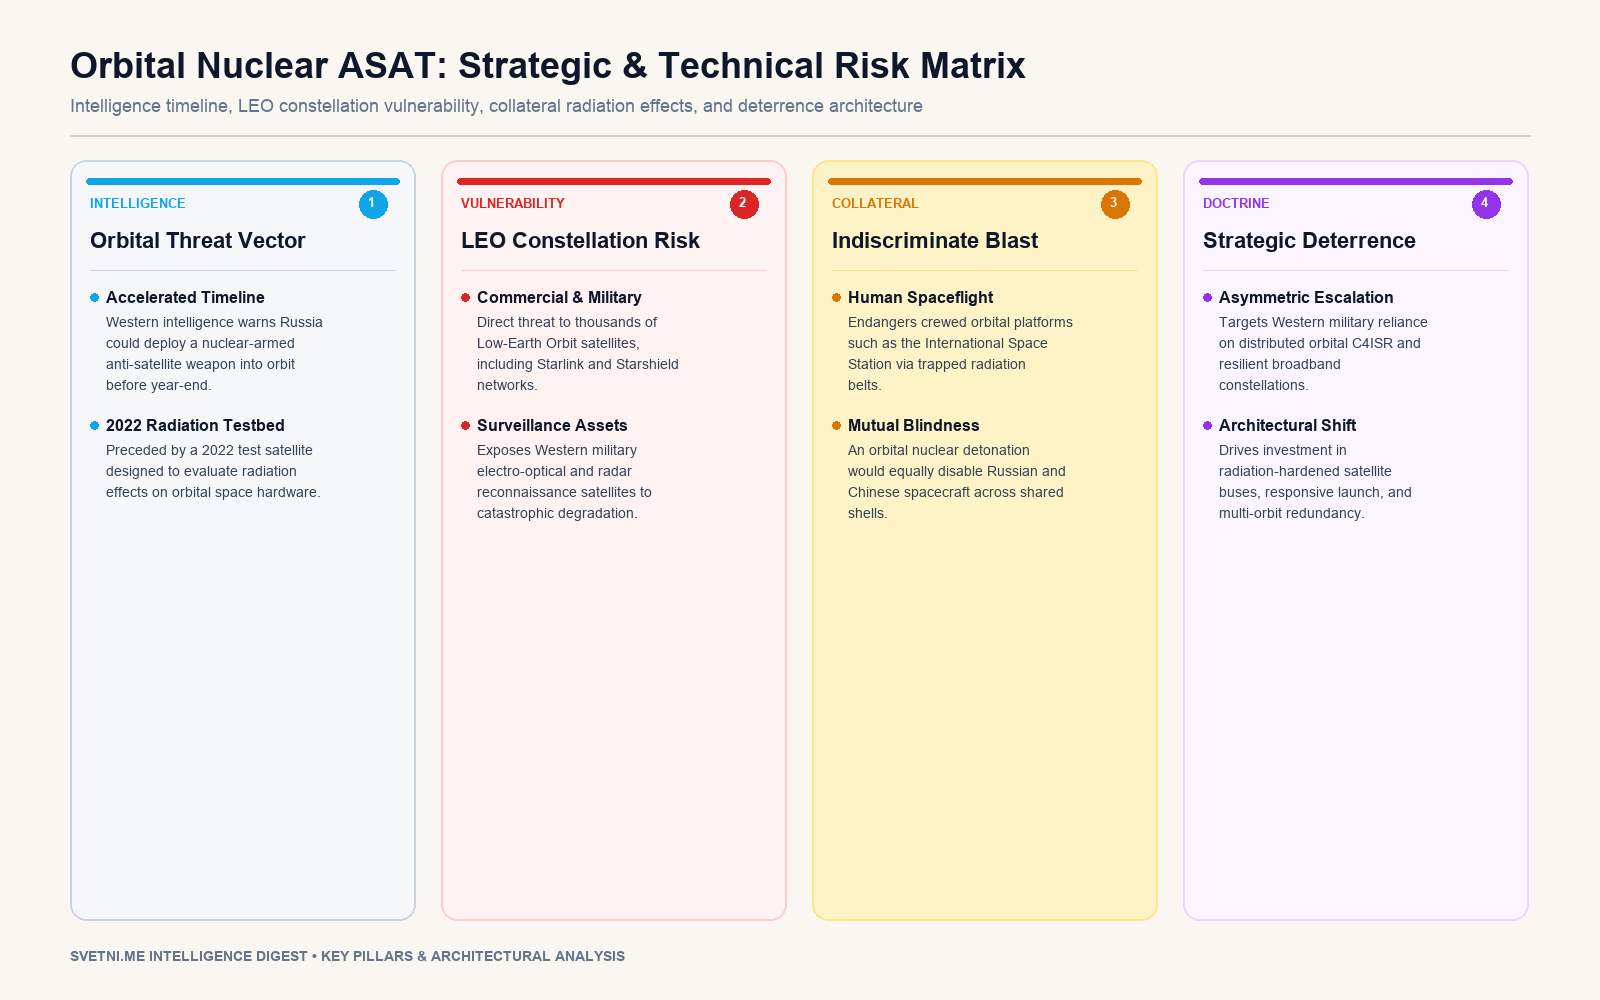 Orbital Nuclear ASAT: Strategic & Technical Risk Matrix
Intelligence timeline, LEO constellation vulnerability, collateral radiation effects, and deterrence architecture
INTELLIGENCE
1
Orbital Threat Vector
Accelerated Timeline
Western intelligence warns Russia
could deploy a nuclear-armed
anti-satellite weapon into orbit
before year-end.
2022 Radiation Testbed
Preceded by a 2022 test satellite
designed to evaluate radiation
effects on orbital space hardware.
VULNERABILITY
2
LEO Constellation Risk
Commercial & Military
Direct threat to thousands of
Low-Earth Orbit satellites,
including Starlink and Starshield
networks.
Surveillance Assets
Exposes Western military
electro-optical and radar
reconnaissance satellites to
catastrophic degradation.
COLLATERAL
3
Indiscriminate Blast
Human Spaceflight
Endangers crewed orbital platforms
such as the International Space
Station via trapped radiation
belts.
Mutual Blindness
An orbital nuclear detonation
would equally disable Russian and
Chinese spacecraft across shared
shells.
DOCTRINE
4
Strategic Deterrence
Asymmetric Escalation
Targets Western military reliance
on distributed orbital C4ISR and
resilient broadband
constellations.
Architectural Shift
Drives investment in
radiation-hardened satellite
buses, responsive launch, and
multi-orbit redundancy.
SVETNI.ME INTELLIGENCE DIGEST • KEY PILLARS & ARCHITECTURAL ANALYSIS